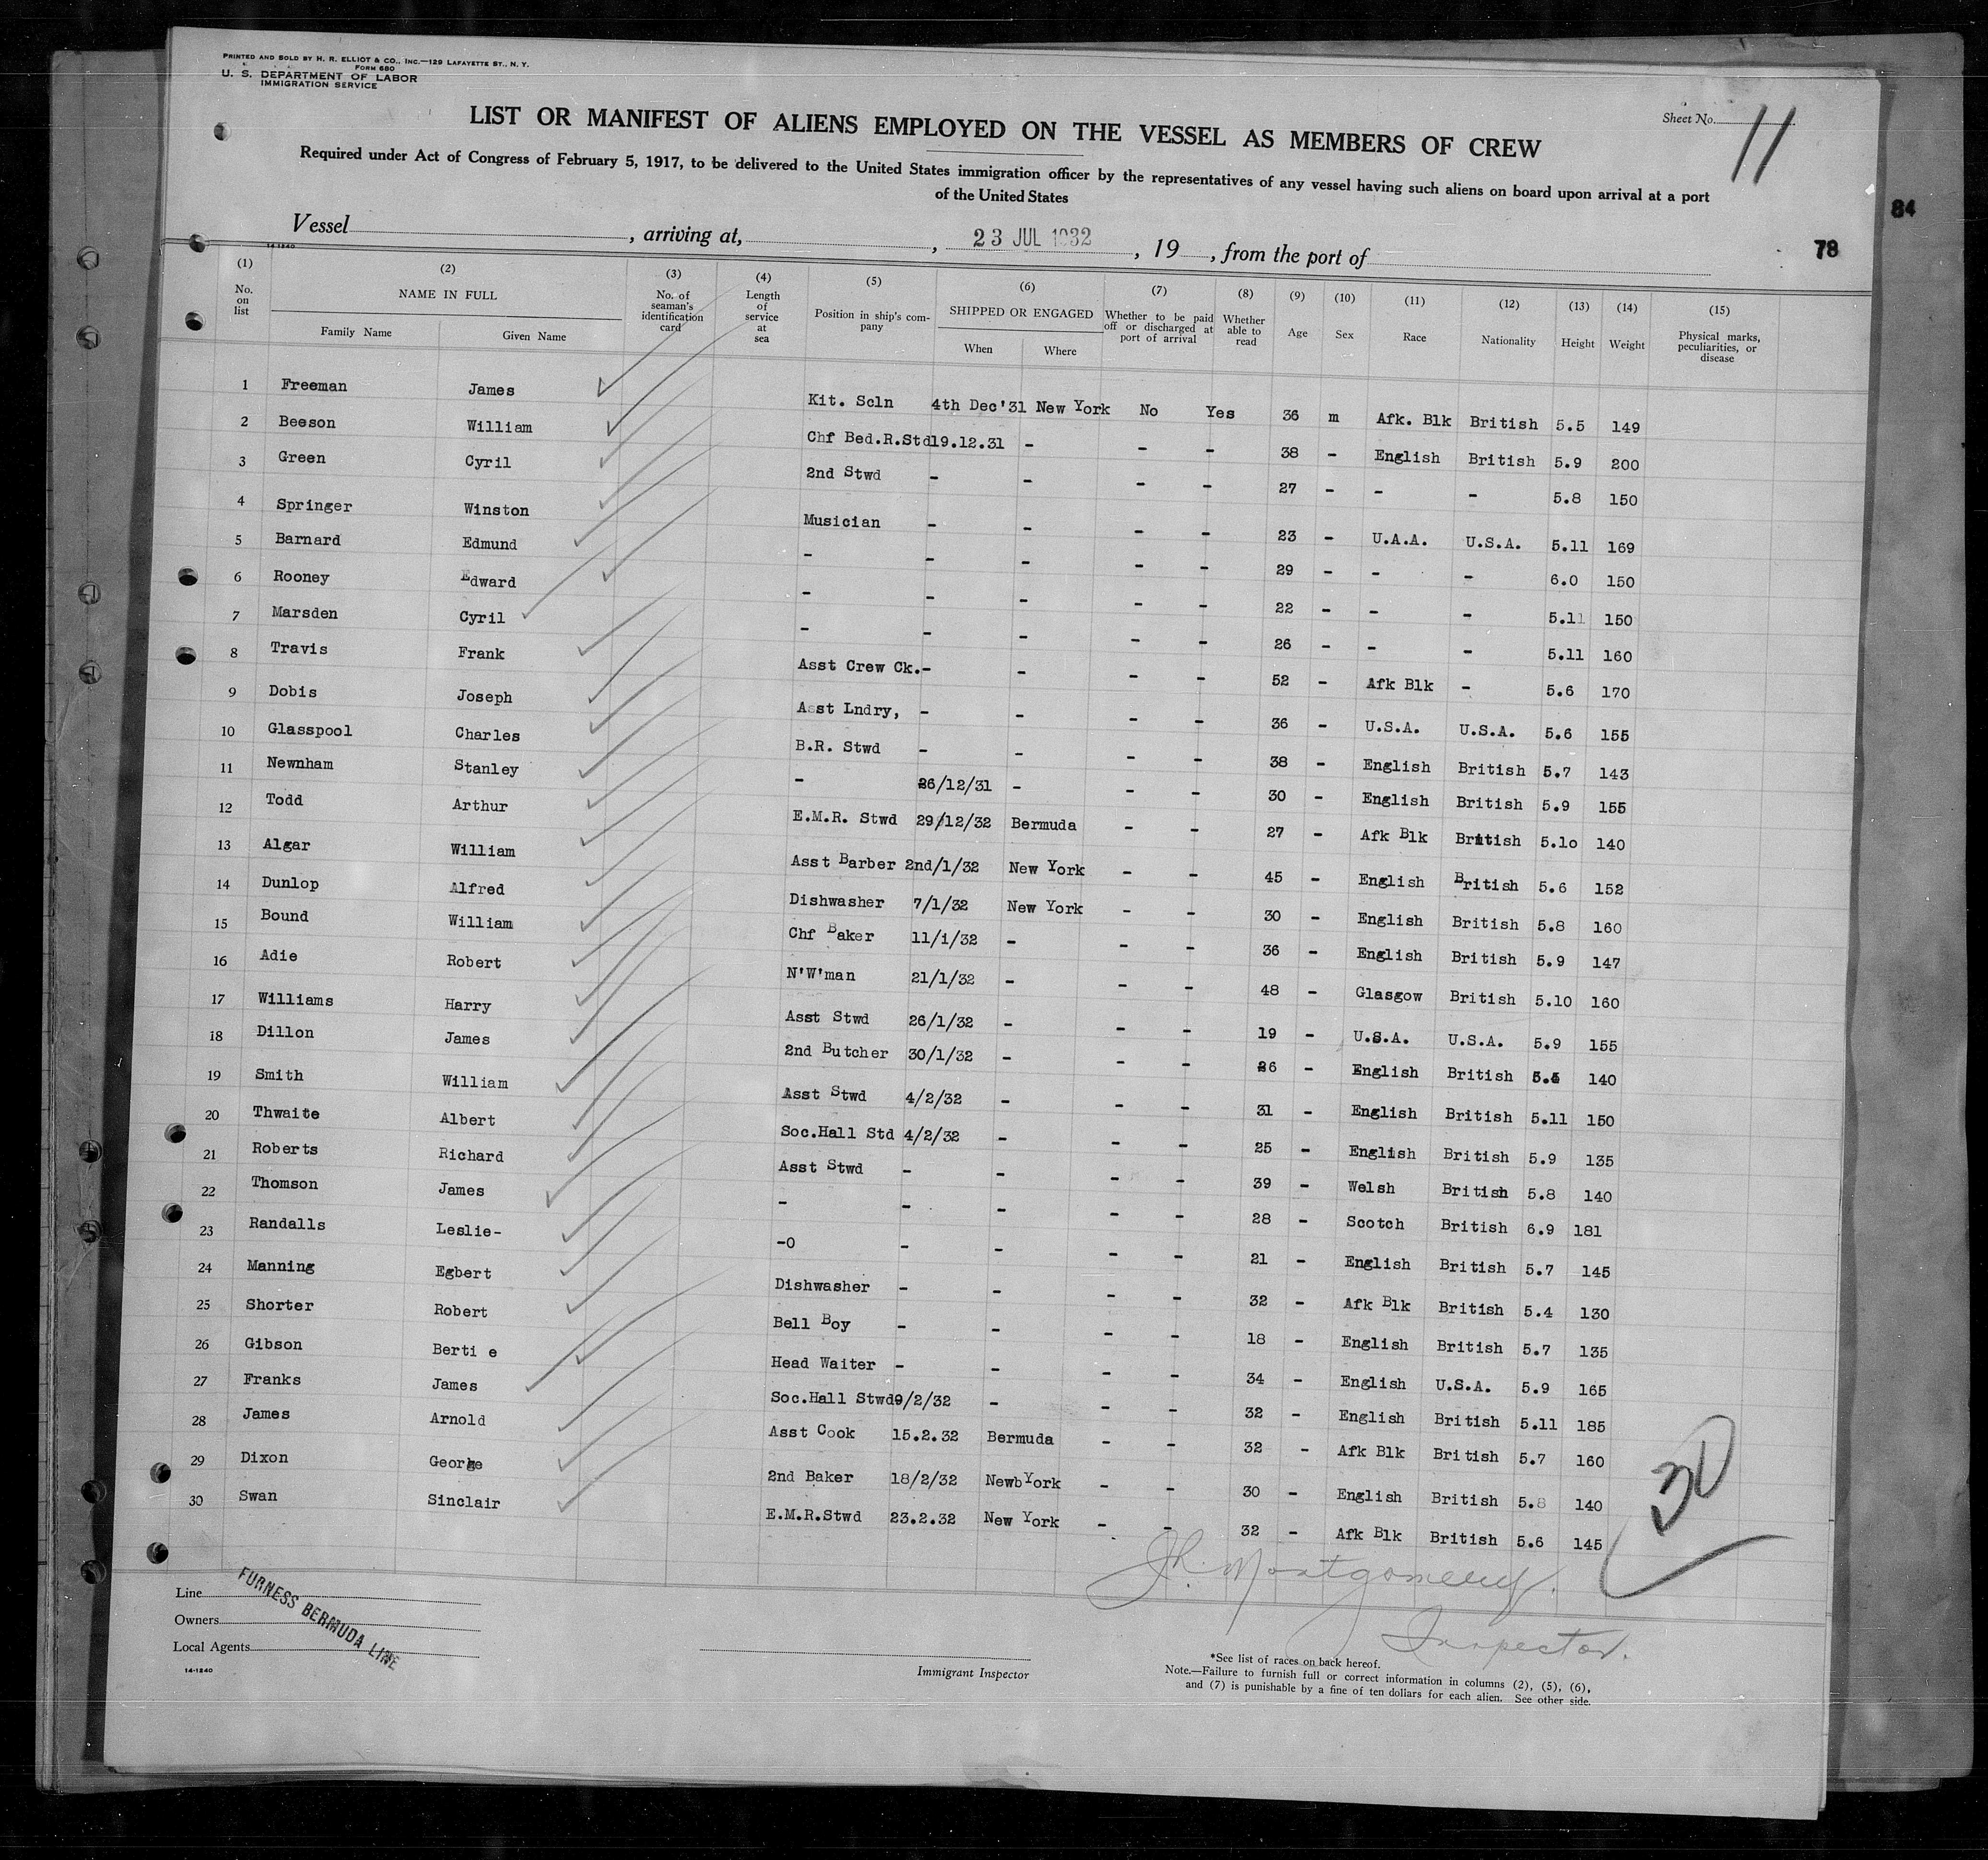 PRINTED AND SOLD BY H. R. ELLIOT & CO., INC.—129 LAFAYETTE ST., N. Y.
FORM 680
U. S. DEPARTMENT OF LABOR
IMMIGRATION SERVICE
Sheet No. 11
LIST OR MANIFEST OF ALIENS EMPLOYED ON THE VESSEL AS MEMBERS OF CREW
Required under Act of Congress of February 5, 1917, to be delivered to the United States immigration officer by the representatives of any vessel having such aliens on board upon arrival at a port
of the United States
84
Vessel , arriving at, , 23 JUL 1932 , 19 , from the port of
78
14-1240
(1) (2) (3) (4) (5) (6) (7) (8) (9) (10) (11) (12) (13) (14) (15)
No. on list NAME IN FULL Family Name Given Name No. of seaman's identification card Length of service at sea Position in ship's company SHIPPED OR ENGAGED When Where Whether to be paid off or discharged at port of arrival Whether able to read Age Sex Race Nationality Height Weight Physical marks, peculiarities, or disease
1 Freeman James Kit. Scln 4th Dec'31 New York No Yes 36 m Afk. Blk British 5.5 149
2 Beeson William Chf Bed.R.Std 19.12.31 - - - 38 - English British 5.9 200
3 Green Cyril 2nd Stwd - - - - 27 - - - 5.8 150
4 Springer Winston Musician - - - - 23 - U.A.A. U.S.A. 5.11 169
5 Barnard Edmund - - - - - 29 - - - 6.0 150
6 Rooney Edward - - - - - 22 - - - 5.11 150
7 Marsden Cyril - - - - - 26 - - - 5.11 160
8 Travis Frank Asst Crew Ck. - - - - 52 - Afk Blk - 5.6 170
9 Dobis Joseph Asst Lndry, - - - - 36 - U.S.A. U.S.A. 5.6 155
10 Glasspool Charles B.R. Stwd - - - - 38 - English British 5.7 143
11 Newnham Stanley - 26/12/31 - - - 30 - English British 5.9 155
12 Todd Arthur E.M.R. Stwd 29/12/32 Bermuda - - 27 - Afk Blk British 5.10 140
13 Algar William Asst Barber 2nd/1/32 New York - - 45 - English British 5.6 152
14 Dunlop Alfred Dishwasher 7/1/32 New York - - 30 - English British 5.8 160
15 Bound William Chf Baker 11/1/32 - - - 36 - English British 5.9 147
16 Adie Robert N'W'man 21/1/32 - - - 48 - Glasgow British 5.10 160
17 Williams Harry Asst Stwd 26/1/32 - - - 19 - U.S.A. U.S.A. 5.9 155
18 Dillon James 2nd Butcher 30/1/32 - - - 26 - English British 5.5 140
19 Smith William Asst Stwd 4/2/32 - - - 31 - English British 5.11 150
20 Thwaite Albert Soc.Hall Std 4/2/32 - - - 25 - English British 5.9 135
21 Roberts Richard Asst Stwd - - - - 39 - Welsh British 5.8 140
22 Thomson James - - - - - 28 - Scotch British 6.9 181
23 Randalls Leslie- -0 - - - - 21 - English British 5.7 145
24 Manning Egbert Dishwasher - - - - 32 - Afk Blk British 5.4 130
25 Shorter Robert Bell Boy - - - - 18 - English British 5.7 135
26 Gibson Berti e Head Waiter - - - - 34 - English U.S.A. 5.9 165
27 Franks James Soc.Hall Stwd 9/2/32 - - - 32 - English British 5.11 185
28 James Arnold Asst Cook 15.2.32 Bermuda - - 32 - Afk Blk British 5.7 160
29 Dixon George 2nd Baker 18/2/32 NewbYork - - 30 - English British 5.8 140
30 Swan Sinclair E.M.R.Stwd 23.2.32 New York - - 32 - Afk Blk British 5.6 145
30
J.R. Montgomery.
Inspector.
Line
Owners
Local Agents
FURNESS BERMUDA LINE
14-1240
Immigrant Inspector
*See list of races on back hereof.
Note.—Failure to furnish full or correct information in columns (2), (5), (6),
and (7) is punishable by a fine of ten dollars for each alien. See other side.